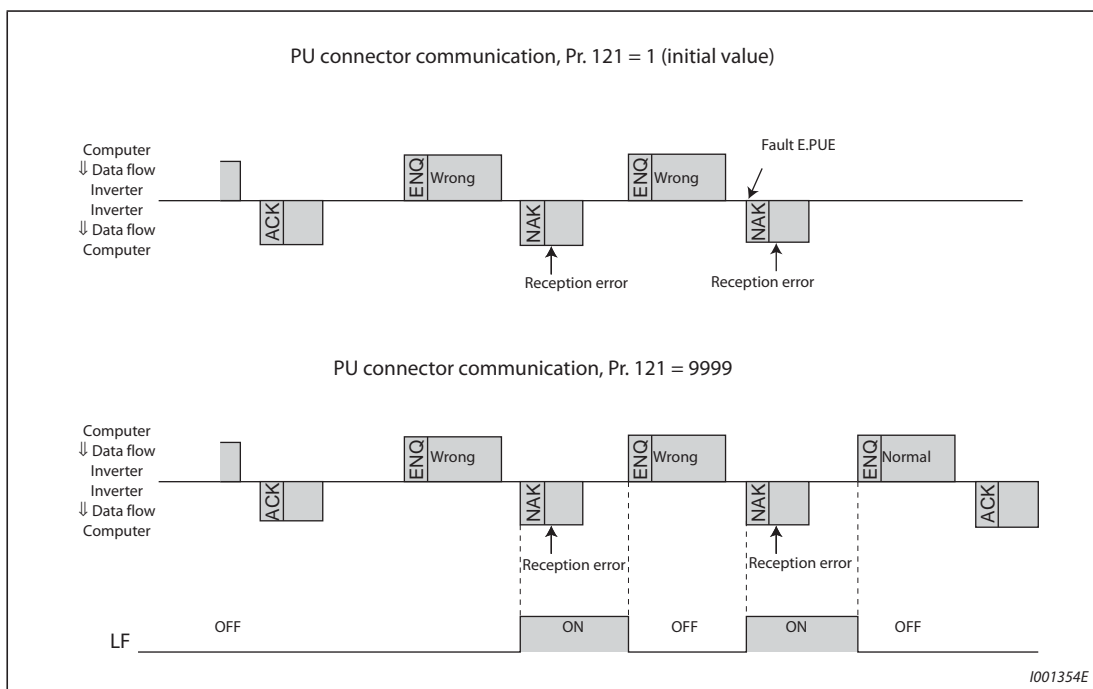 PU connector communication, Pr. 121 = 1 (initial value)
Computer
⇓ Data flow
Inverter
Inverter
⇓ Data flow
Computer
ACK
ENQ Wrong
NAK
Reception error
ENQ Wrong
Fault E.PUE
NAK
Reception error
PU connector communication, Pr. 121 = 9999
Computer
⇓ Data flow
Inverter
Inverter
⇓ Data flow
Computer
ACK
ENQ Wrong
NAK
Reception error
ENQ Wrong
NAK
Reception error
ENQ Normal
ACK
LF
OFF
ON
OFF
ON
OFF
I001354E